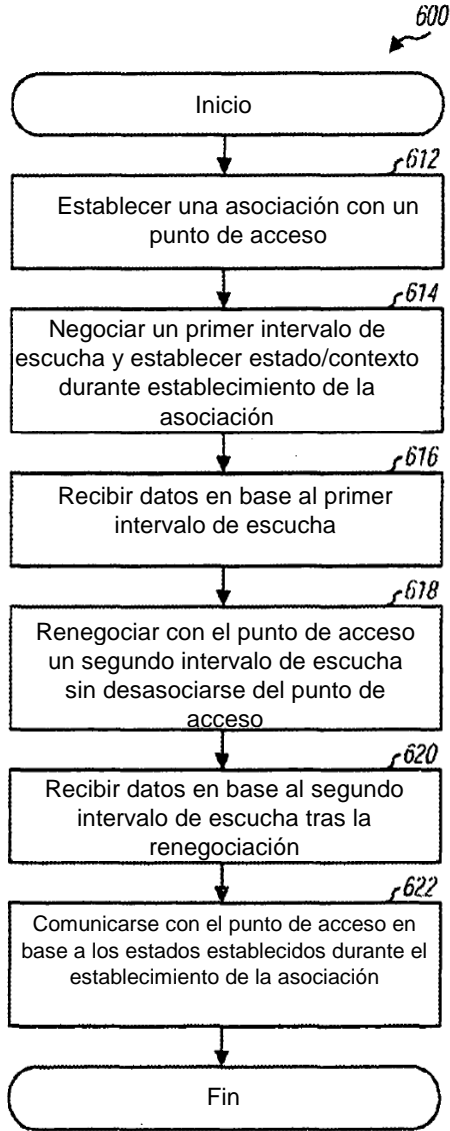 600
Inicio
612
Establecer una asociación con un
punto de acceso
614
Negociar un primer intervalo de
escucha y establecer estado/contexto
durante establecimiento de la
asociación
616
Recibir datos en base al primer
intervalo de escucha
618
Renegociar con el punto de acceso
un segundo intervalo de escucha
sin desasociarse del punto de
acceso
620
Recibir datos en base al segundo
intervalo de escucha tras la
renegociación
622
Comunicarse con el punto de acceso en
base a los estados establecidos durante el
establecimiento de la asociación
Fin